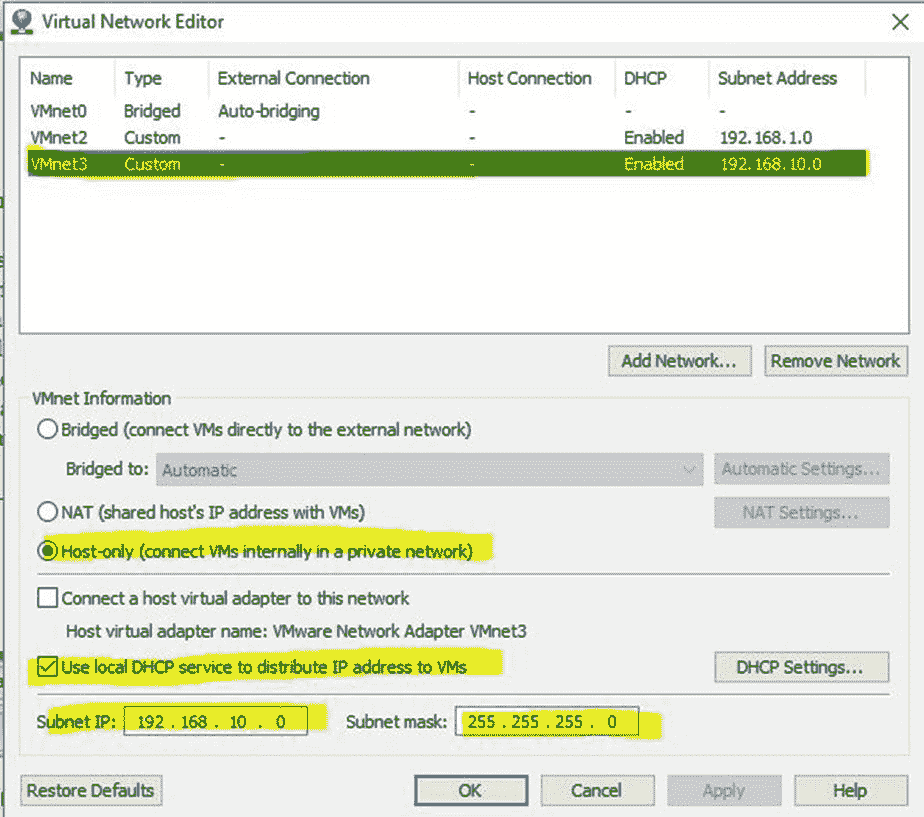 Virtual Network Editor
Name Type External Connection Host Connection DHCP Subnet Address
VMnet0 Bridged Auto-bridging - - -
VMnet2 Custom - - Enabled 192.168.1.0
VMnet3 Custom - - Enabled 192.168.10.0
Add Network... Remove Network
VMnet Information
Bridged (connect VMs directly to the external network)
Bridged to: Automatic Automatic Settings...
NAT (shared host's IP address with VMs) NAT Settings...
Host-only (connect VMs internally in a private network)
Connect a host virtual adapter to this network
Host virtual adapter name: VMware Network Adapter VMnet3
Use local DHCP service to distribute IP address to VMs DHCP Settings...
Subnet IP: 192 . 168 . 10 . 0 Subnet mask: 255 . 255 . 255 . 0
Restore Defaults OK Cancel Apply Help